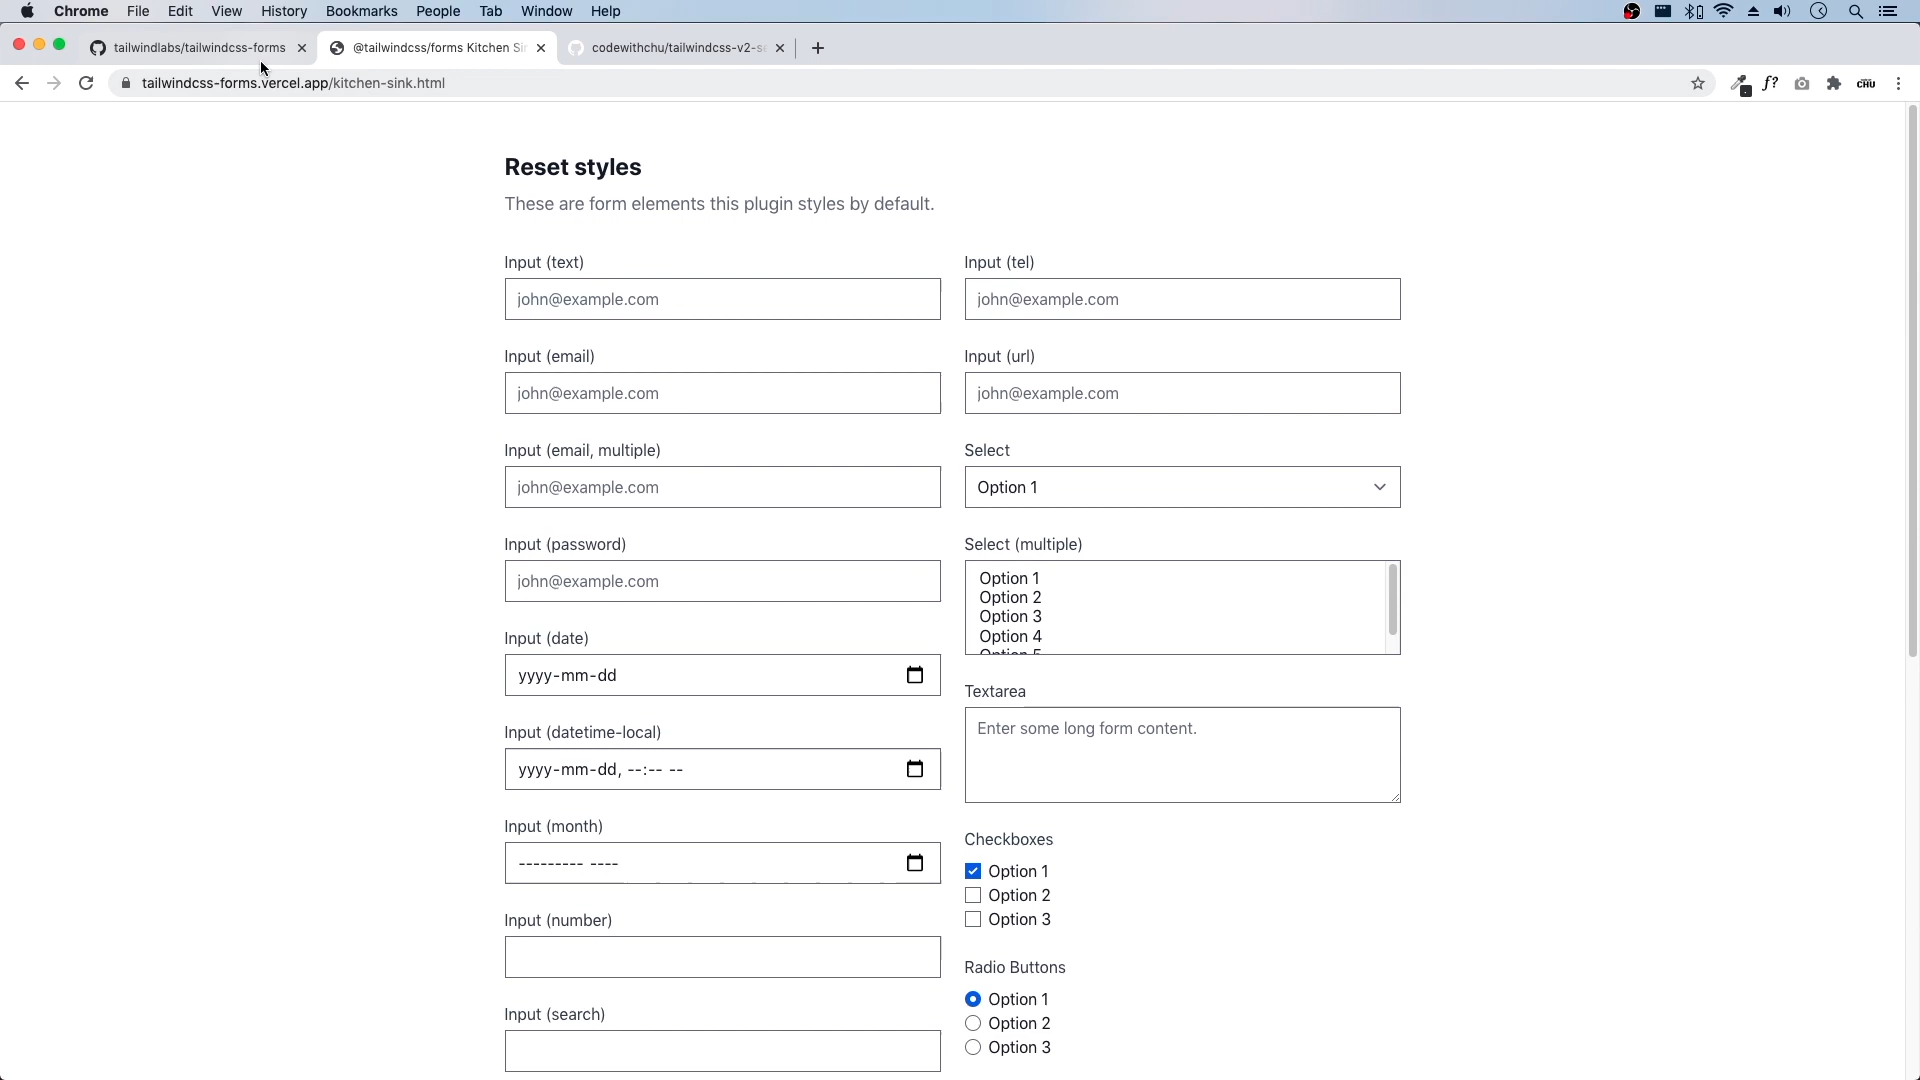 Chrome File Edit View History Bookmarks People Tab Window Help
tailwindlabs/tailwindcss-forms
@tailwindcss/forms Kitchen Sin
codewithchu/tailwindcss-v2-s
tailwindcss-forms.vercel.app/kitchen-sink.html
f?
CHU
Reset styles
These are form elements this plugin styles by default.
Input (text)
john@example.com
Input (email)
john@example.com
Input (email, multiple)
john@example.com
Input (password)
john@example.com
Input (date)
yyyy-mm-dd
Input (datetime-local)
yyyy-mm-dd, --:-- --
Input (month)
--------- ----
Input (number)
Input (search)
Input (tel)
john@example.com
Input (url)
john@example.com
Select
Option 1
Select (multiple)
Option 1
Option 2
Option 3
Option 4
Option 5
Textarea
Enter some long form content.
Checkboxes
Option 1
Option 2
Option 3
Radio Buttons
Option 1
Option 2
Option 3